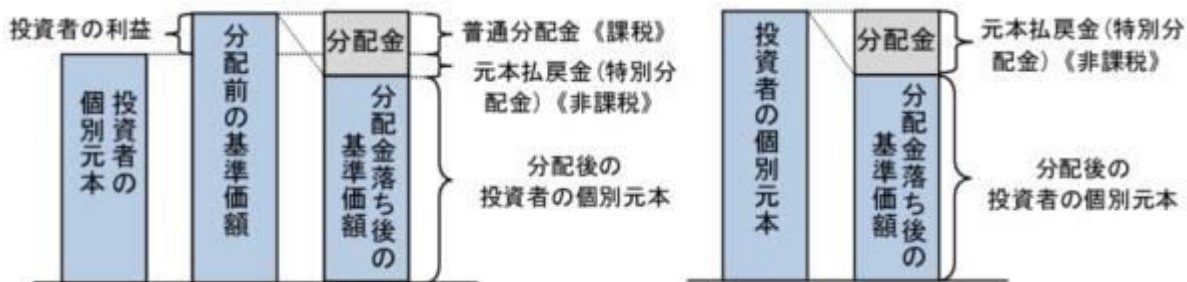 投資者の利益
投資者の
個別元本
分配前の基準価額
分配金
分配金落ち後の
基準価額
普通分配金《課税》
元本払戻金(特別分
配金)《非課税》
分配後の
投資者の個別元本
投資者の個別元本
分配金
分配金落ち後の
基準価額
元本払戻金(特別分
配金)《非課税》
分配後の
投資者の個別元本